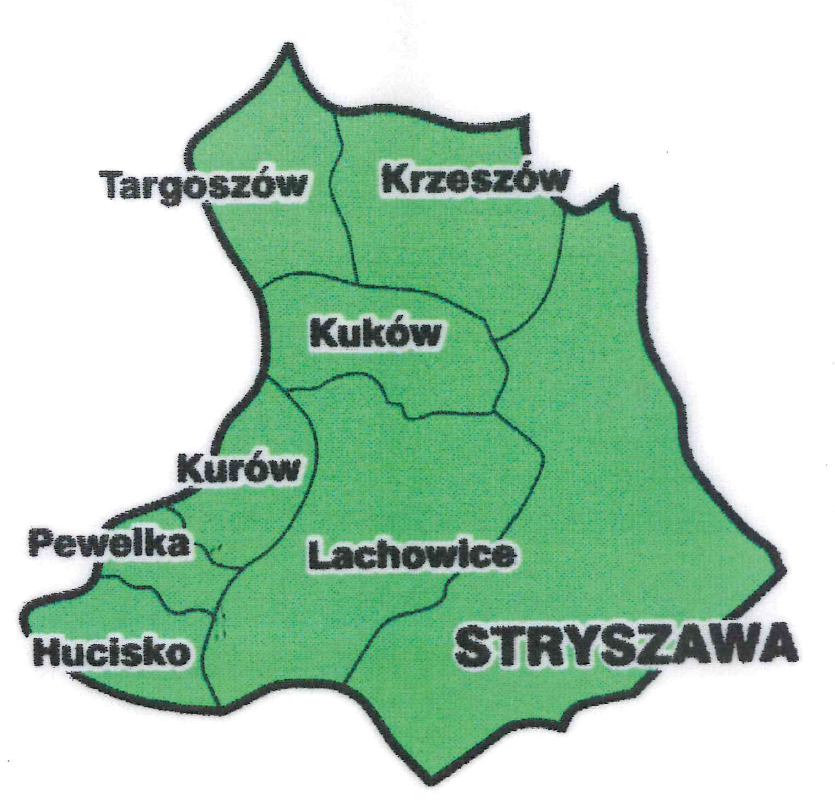 Targoszów
Krzeszów
Kuków
Kurów
Pewelka
Lachowice
Hucisko
STRYSZAWA